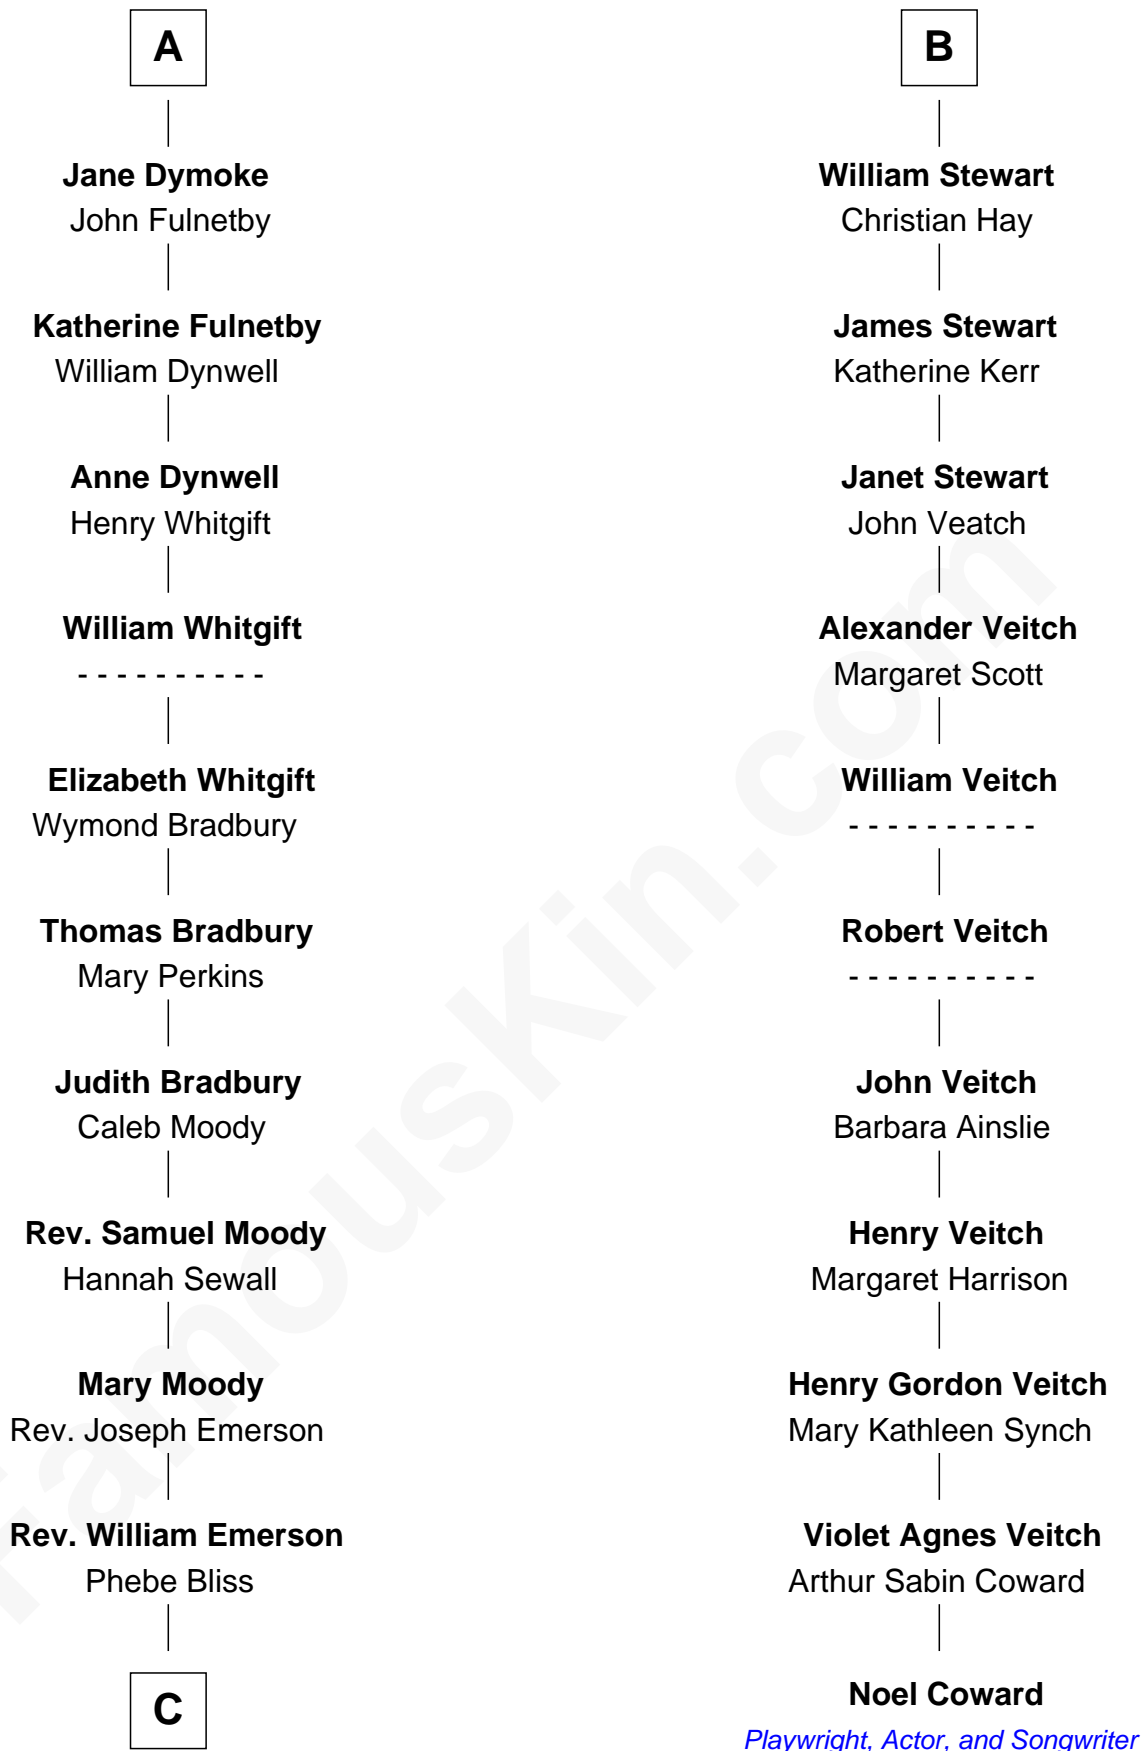 A
Jane Dymoke
John Fulnetby
Katherine Fulnetby
William Dynwell
Anne Dynwell
Henry Whitgift
William Whitgift
- - - - - - - - - -
Elizabeth Whitgift
Wymond Bradbury
Thomas Bradbury
Mary Perkins
Judith Bradbury
Caleb Moody
Rev. Samuel Moody
Hannah Sewall
Mary Moody
Rev. Joseph Emerson
Rev. William Emerson
Phebe Bliss
C
B
William Stewart
Christian Hay
James Stewart
Katherine Kerr
Janet Stewart
John Veatch
Alexander Veitch
Margaret Scott
William Veitch
- - - - - - - - - -
Robert Veitch
- - - - - - - - - -
John Veitch
Barbara Ainslie
Henry Veitch
Margaret Harrison
Henry Gordon Veitch
Mary Kathleen Synch
Violet Agnes Veitch
Arthur Sabin Coward
Noel Coward
Playwright, Actor, and Songwriter
FamousKin.com